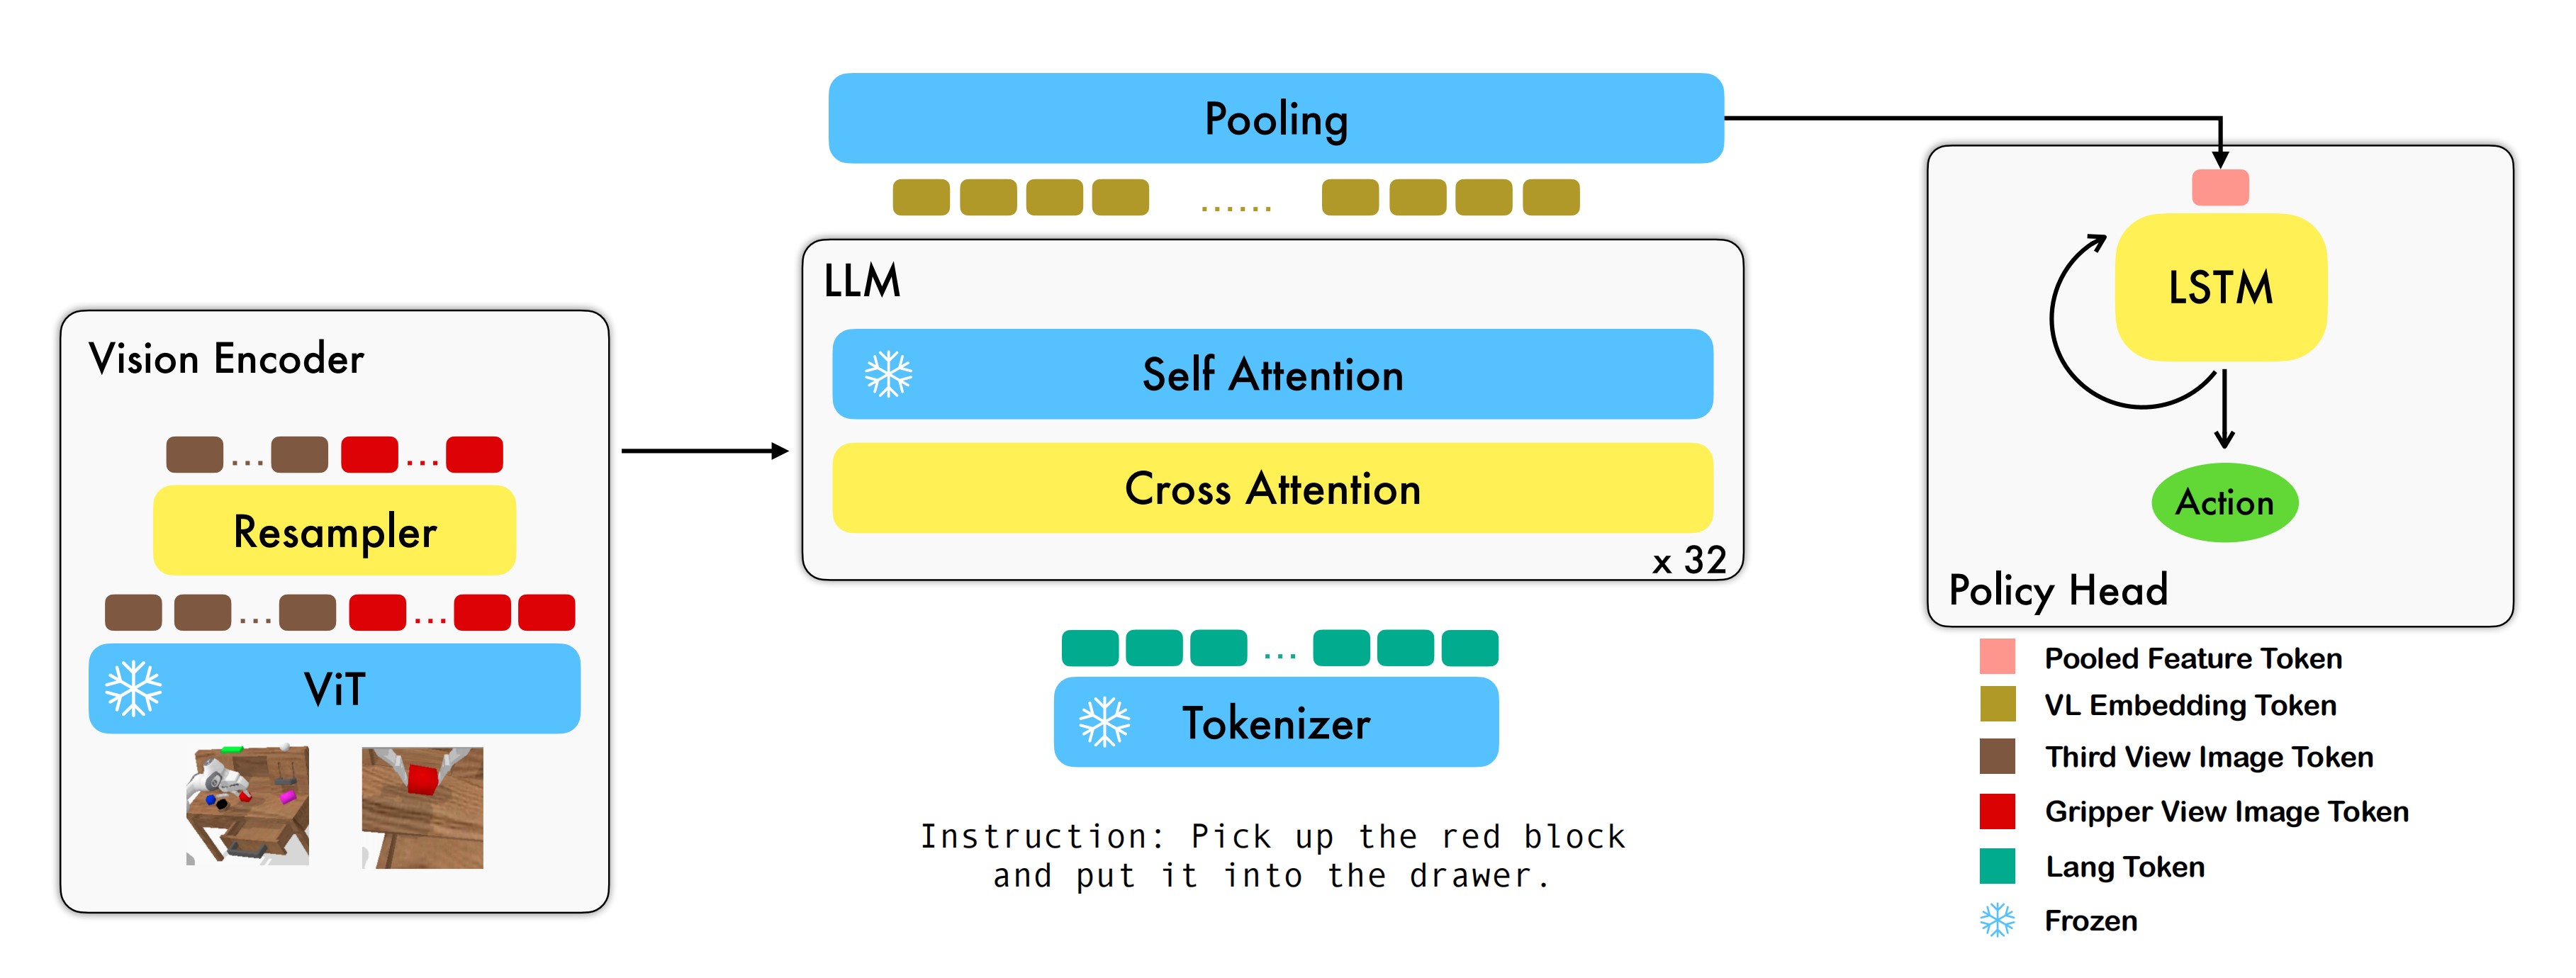 Pooling
LLM
Self Attention
Cross Attention
x 32
Vision Encoder
Resampler
ViT
Tokenizer
Instruction: Pick up the red block
and put it into the drawer.
LSTM
Action
Policy Head
Pooled Feature Token
VL Embedding Token
Third View Image Token
Gripper View Image Token
Lang Token
Frozen